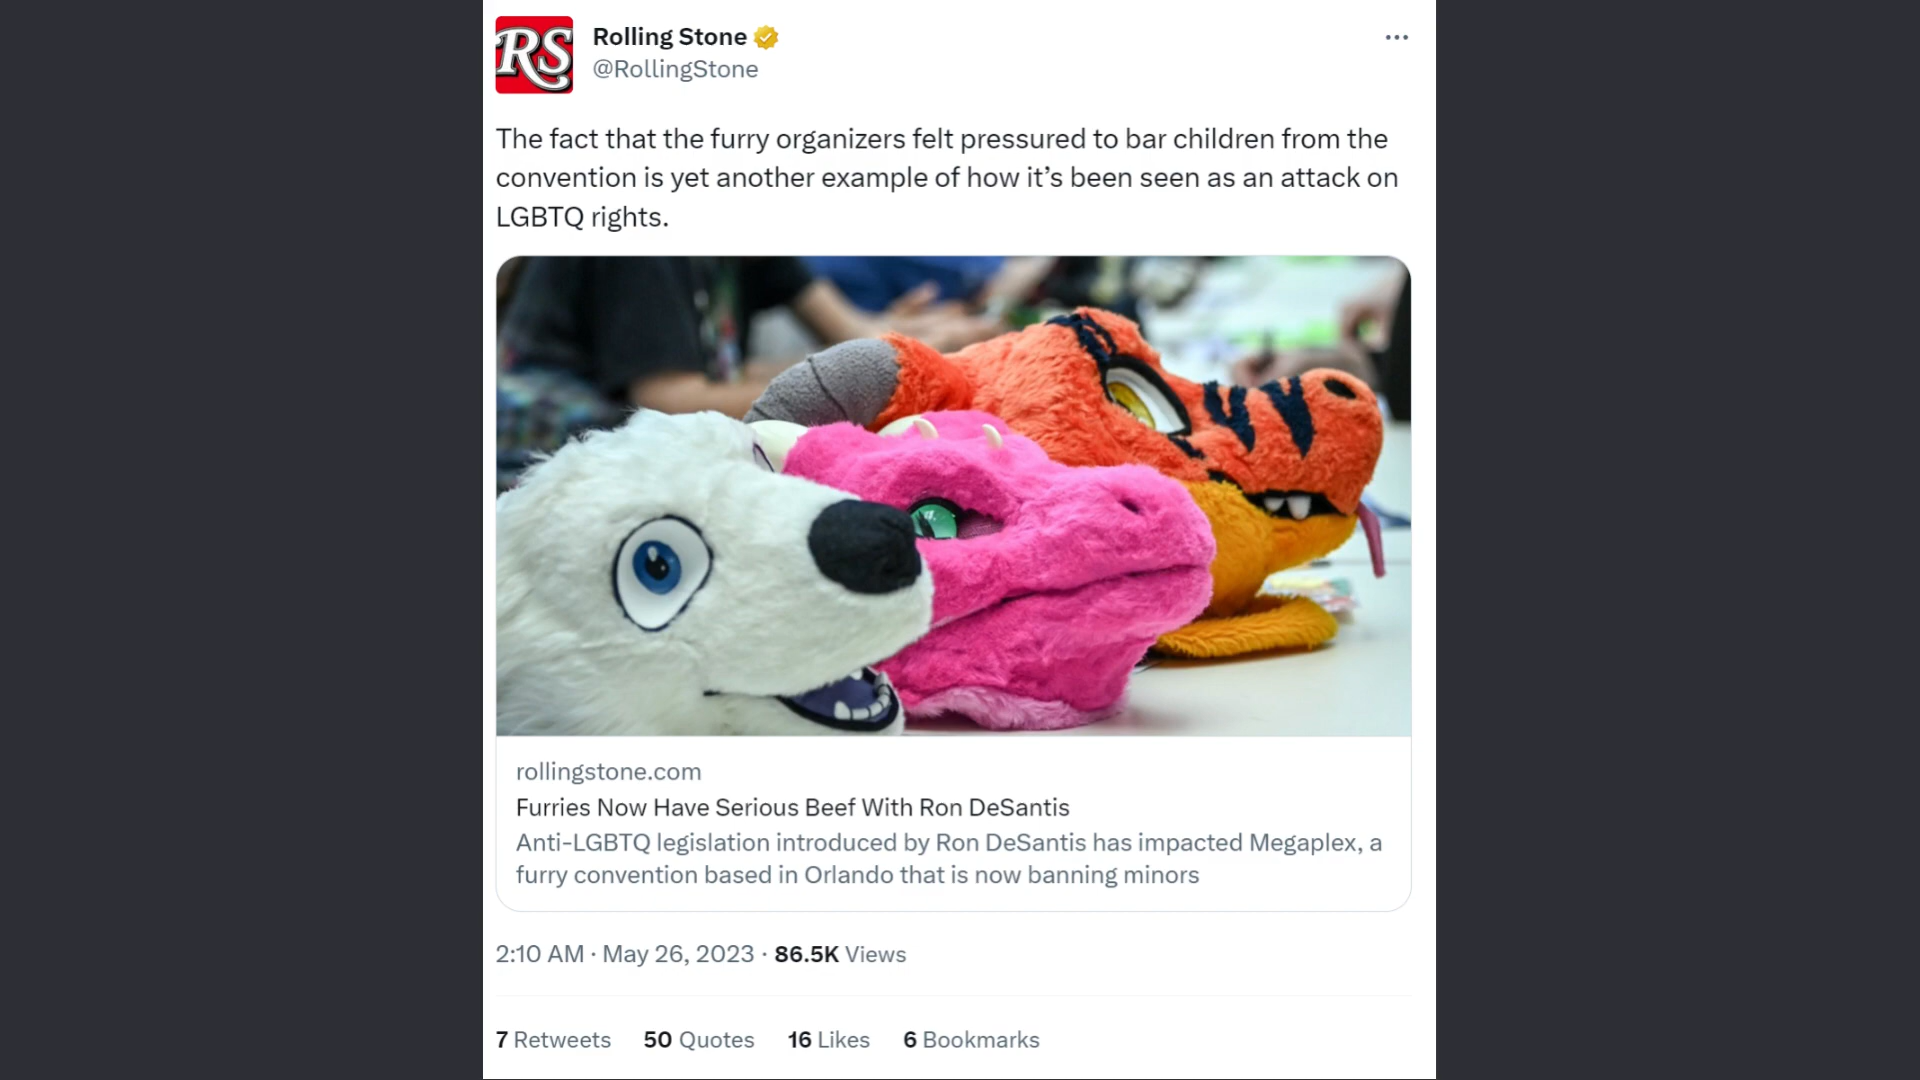 RS
Rolling Stone
@RollingStone
The fact that the furry organizers felt pressured to bar children from the
convention is yet another example of how it’s been seen as an attack on
LGBTQ rights.
rollingstone.com
Furries Now Have Serious Beef With Ron DeSantis
Anti-LGBTQ legislation introduced by Ron DeSantis has impacted Megaplex, a
furry convention based in Orlando that is now banning minors
2:10 AM · May 26, 2023 · 86.5K Views
7 Retweets 50 Quotes 16 Likes 6 Bookmarks